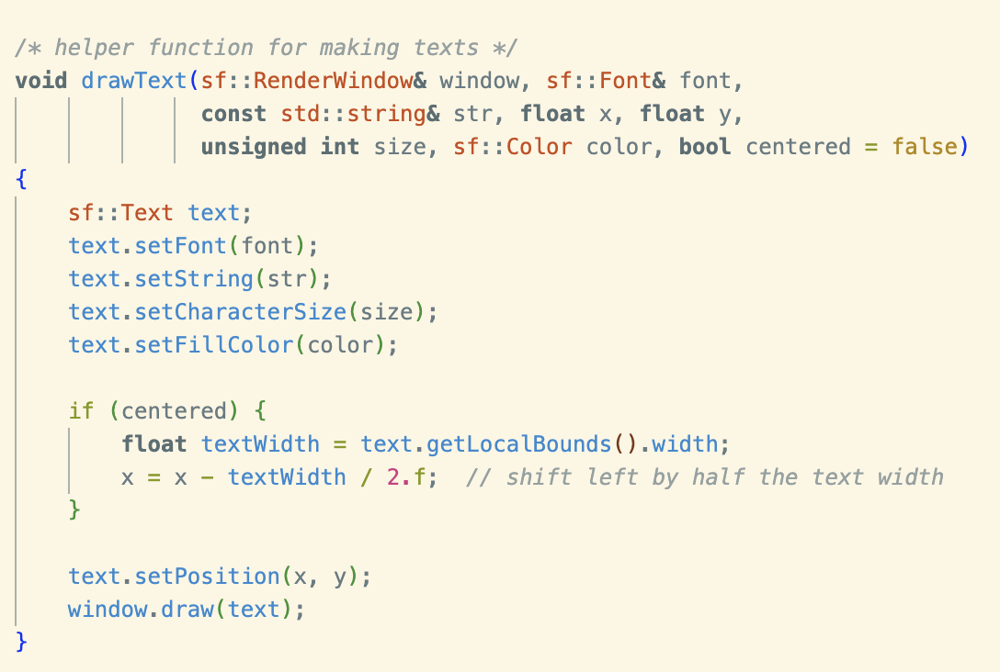 /* helper function for making texts */
void drawText(sf::RenderWindow& window, sf::Font& font,
              const std::string& str, float x, float y,
              unsigned int size, sf::Color color, bool centered = false)
{
    sf::Text text;
    text.setFont(font);
    text.setString(str);
    text.setCharacterSize(size);
    text.setFillColor(color);

    if (centered) {
        float textWidth = text.getLocalBounds().width;
        x = x - textWidth / 2.f;  // shift left by half the text width
    }

    text.setPosition(x, y);
    window.draw(text);
}